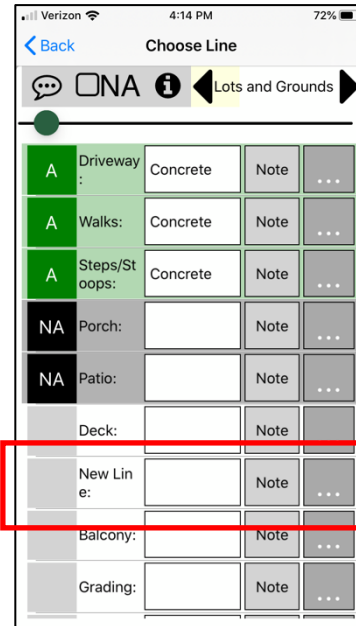 Verizon 4:14 PM 72%
Back Choose Line
NA i Lots and Grounds
A Driveway Concrete Note ...
:
A Walks: Concrete Note ...
A Steps/St Concrete Note ...
oops:
NA Porch: Note ...
NA Patio: Note ...
Deck: Note
New Lin Note ...
e:
Balcony: Note ...
Grading: Note ...